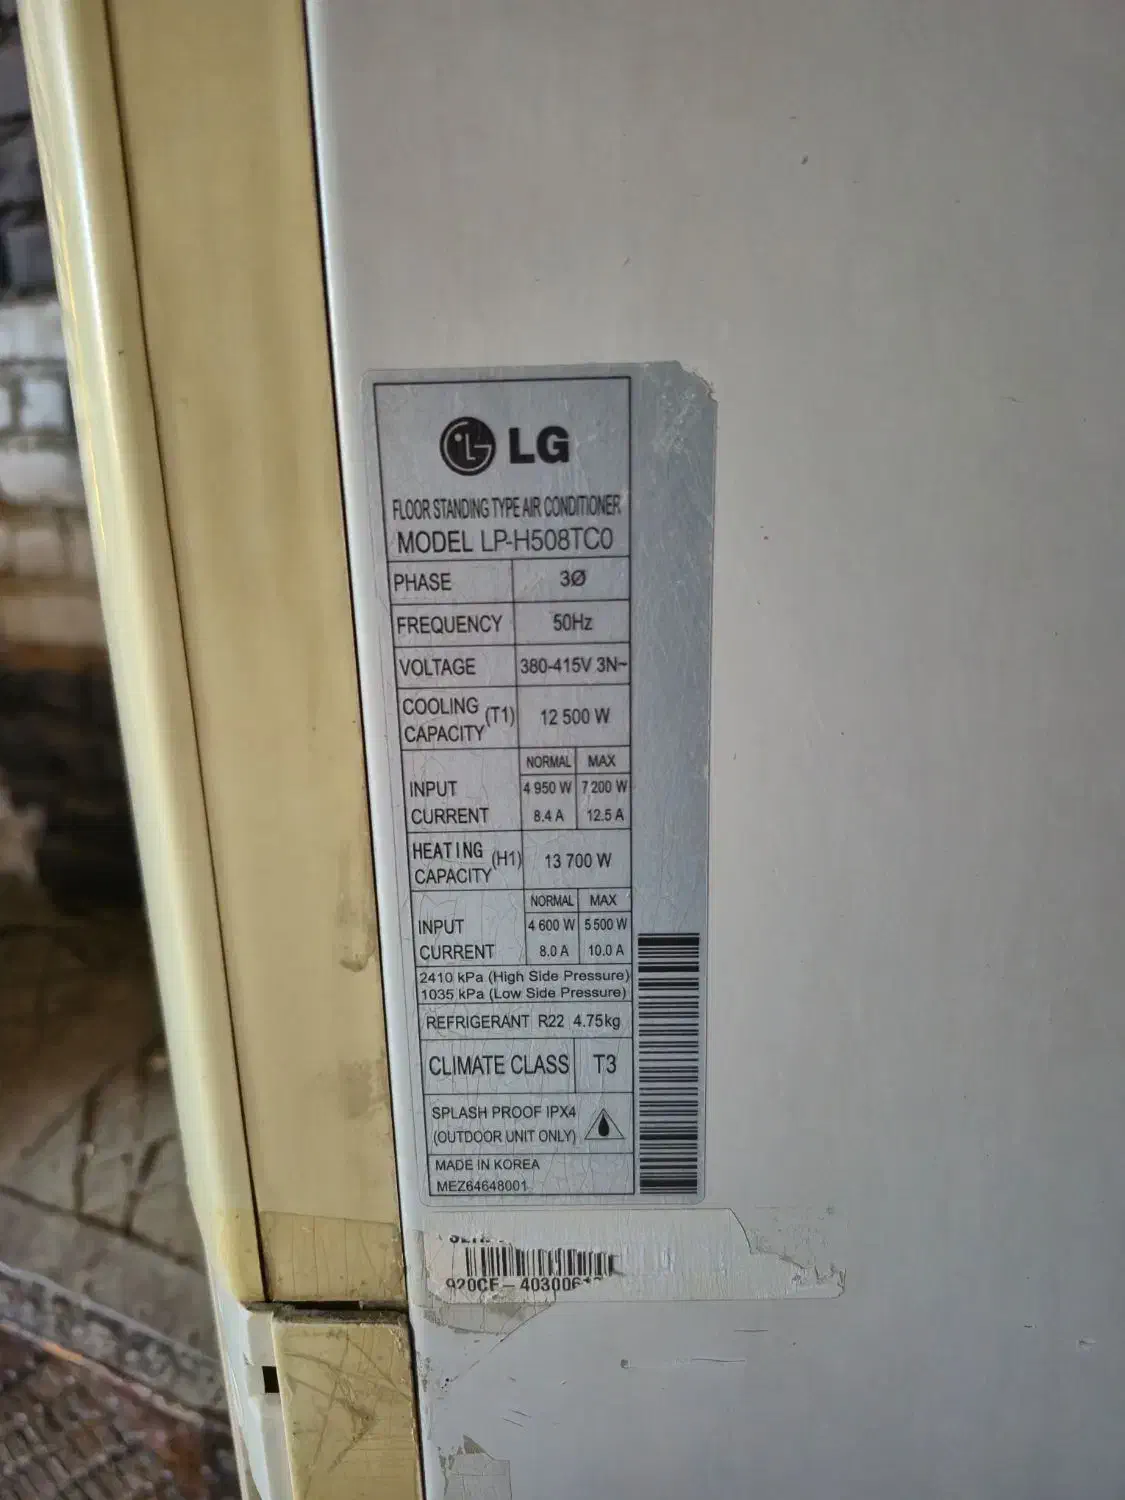 LG
FLOOR STANDING TYPE AIR CONDITIONER
MODEL LP-H508TC0
PHASE 3Ø
FREQUENCY 50Hz
VOLTAGE 380-415V 3N~
COOLING CAPACITY (T1) 12 500 W
NORMAL MAX
INPUT 4 950 W 7 200 W
CURRENT 8.4 A 12.5 A
HEATING CAPACITY (H1) 13 700 W
NORMAL MAX
INPUT 4 600 W 5 500 W
CURRENT 8.0 A 10.0 A
2410 kPa (High Side Pressure)
1035 kPa (Low Side Pressure)
REFRIGERANT R22 4.75kg
CLIMATE CLASS T3
SPLASH PROOF IPX4
(OUTDOOR UNIT ONLY)
MADE IN KOREA
MEZ64648001